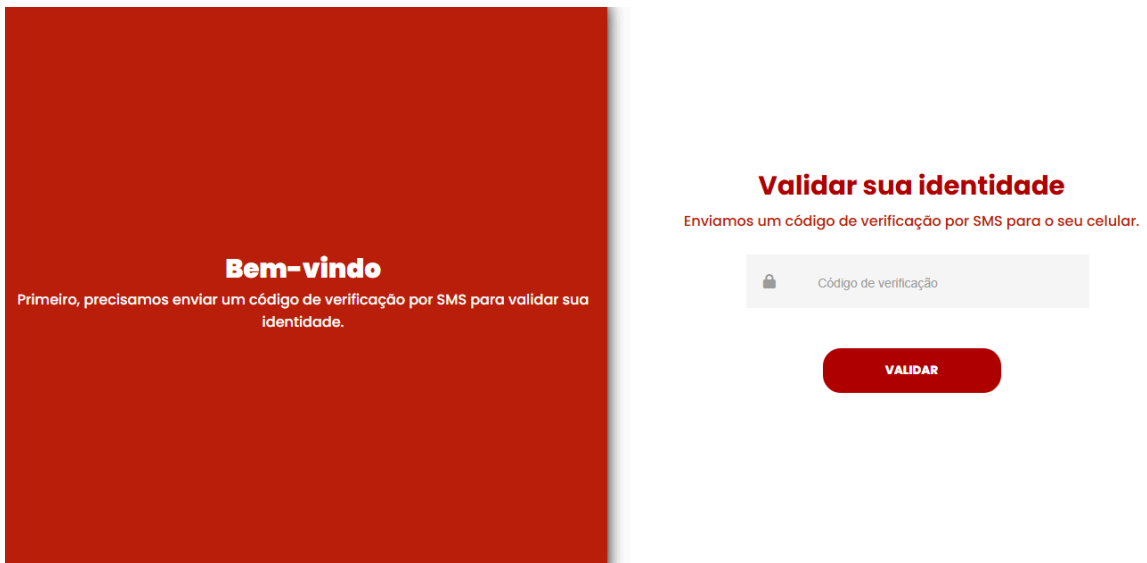 Bem-vindo
Primeiro, precisamos enviar um código de verificação por SMS para validar sua
identidade.
Validar sua identidade
Enviamos um código de verificação por SMS para o seu celular.
Código de verificação
VALIDAR